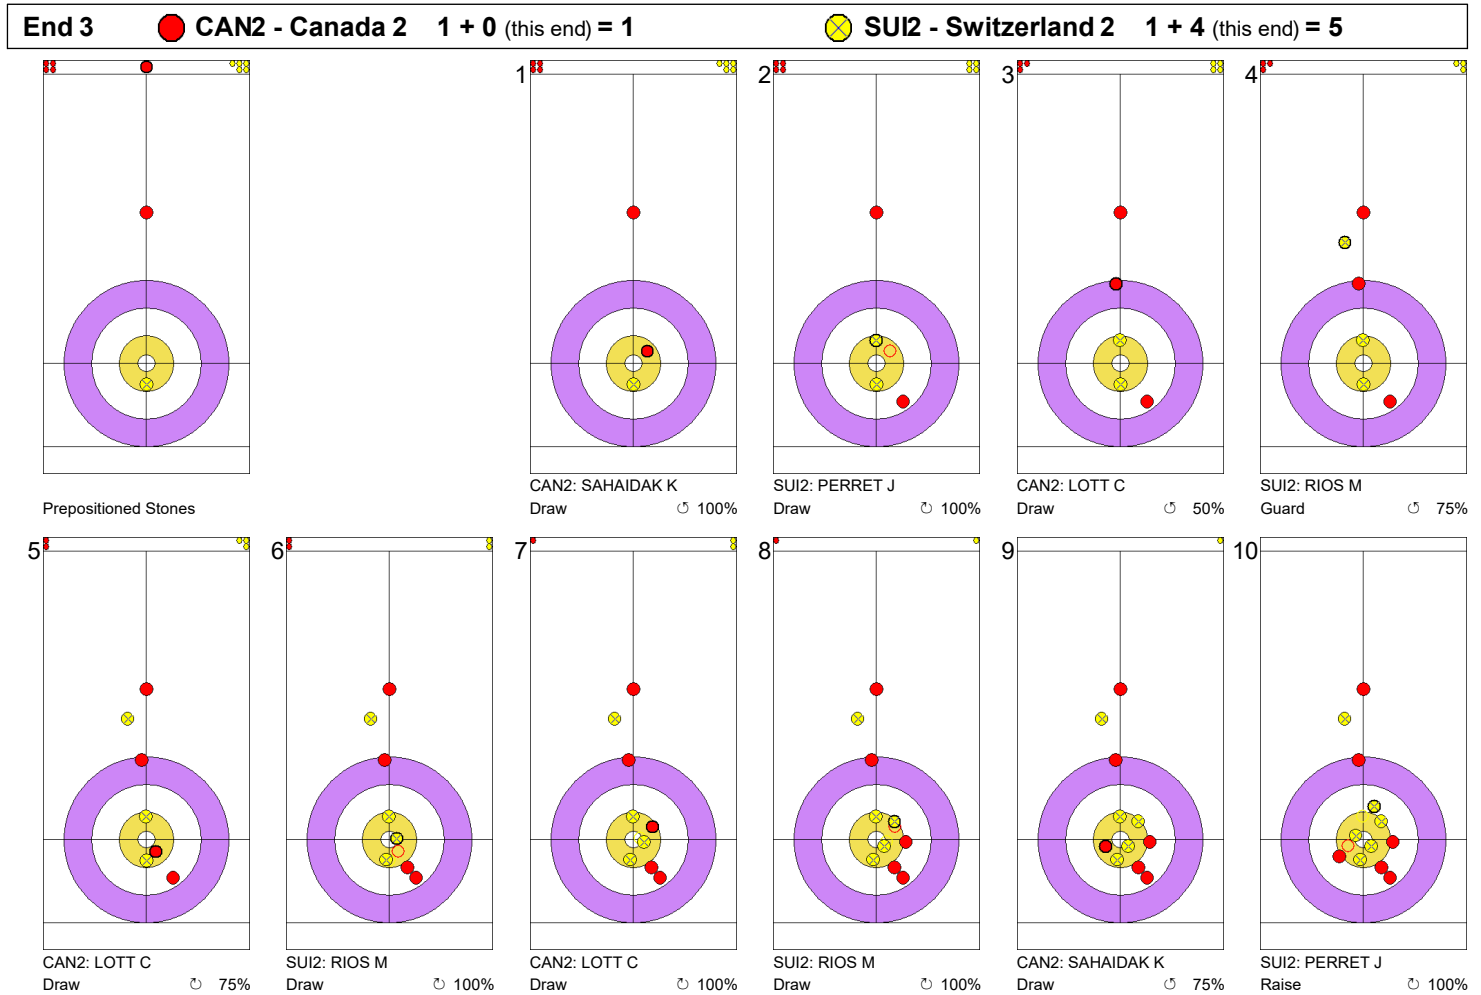 End 3 CAN2 - Canada 2 1 + 0 (this end) = 1 SUI2 - Switzerland 2 1 + 4 (this end) = 5
1 2 3 4
CAN2: SAHAIDAK K SUI2: PERRET J CAN2: LOTT C SUI2: RIOS M
Prepositioned Stones Draw ↺ 100% Draw ↻ 100% Draw ↺ 50% Guard ↺ 75%
5 6 7 8 9 10
CAN2: LOTT C SUI2: RIOS M CAN2: LOTT C SUI2: RIOS M CAN2: SAHAIDAK K SUI2: PERRET J
Draw ↻ 75% Draw ↻ 100% Draw ↻ 100% Draw ↻ 100% Draw ↻ 75% Raise ↻ 100%